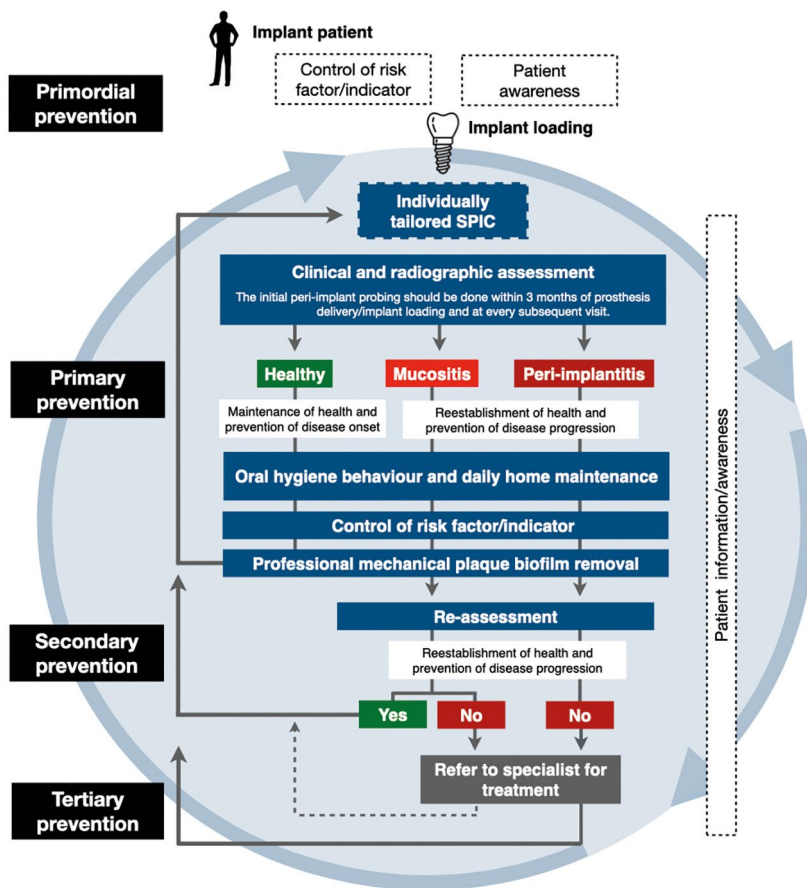 Implant patient
Control of risk
factor/indicator
Patient
awareness
Primordial
prevention
Implant loading
Individually
tailored SPIC
Clinical and radiographic assessment
The initial peri-implant probing should be done within 3 months of prosthesis
delivery/implant loading and at every subsequent visit.
Healthy
Mucositis
Peri-implantitis
Primary
prevention
Maintenance of health and
prevention of disease onset
Reestablishment of health and
prevention of disease progression
Oral hygiene behaviour and daily home maintenance
Control of risk factor/indicator
Professional mechanical plaque biofilm removal
Patient information/awareness
Re-assessment
Secondary
prevention
Reestablishment of health and
prevention of disease progression
Yes
No
No
Refer to specialist for
treatment
Tertiary
prevention